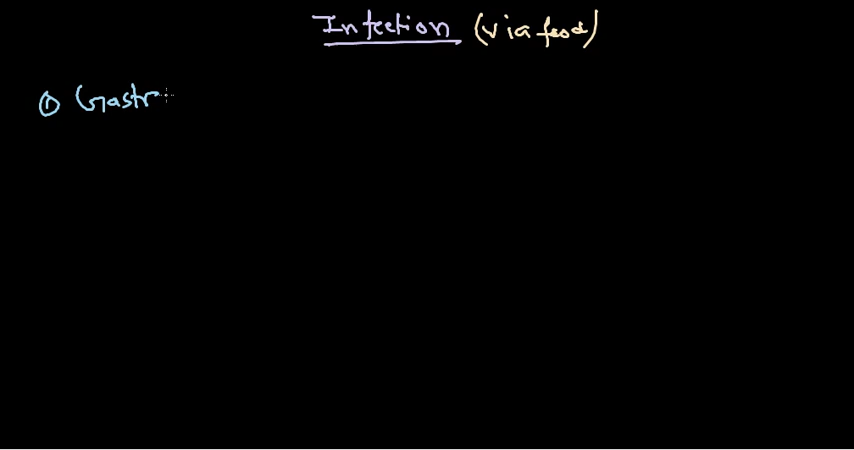 Infection (via food)
① Gastr